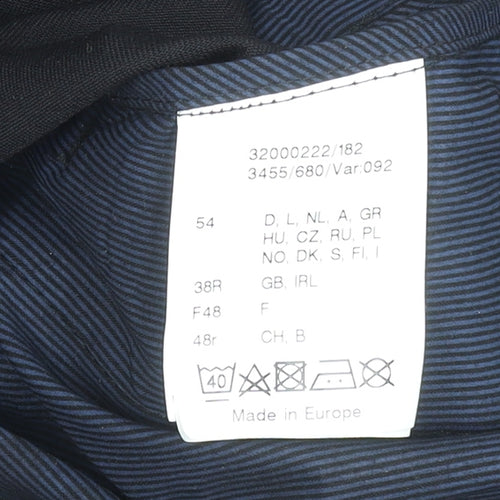 32000222/182
3455/680/Var:092
54 D, L, NL, A, GR
HU, CZ, RU, PL
NO, DK, S, FI, I
38R GB, IRL
F48 F
48r CH, B
40
Made in Europe